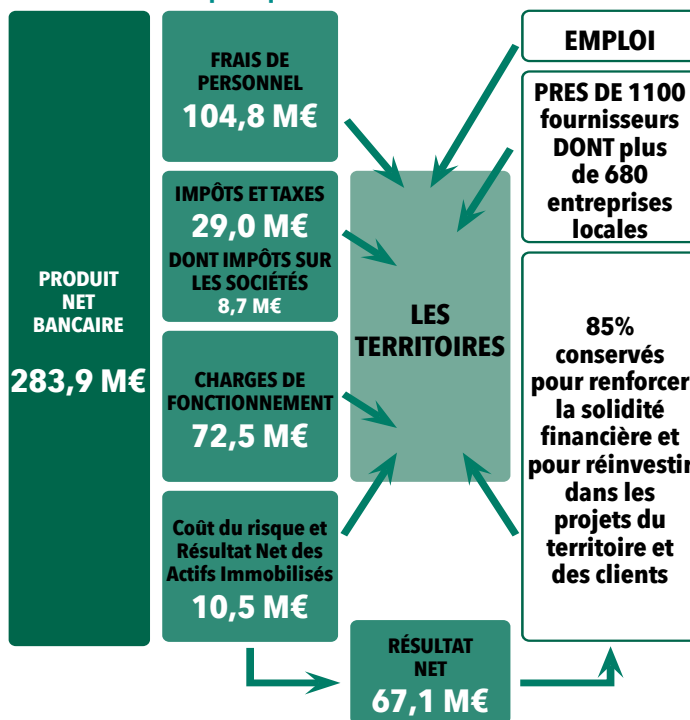 PRODUIT
NET
BANCAIRE
283,9 M€
FRAIS DE
PERSONNEL
104,8 M€
IMPÔTS ET TAXES
29,0 M€
DONT IMPÔTS SUR
LES SOCIÉTÉS
8,7 M€
CHARGES DE
FONCTIONNEMENT
72,5 M€
Coût du risque et
Résultat Net des
Actifs Immobilisés
10,5 M€
LES
TERRITOIRES
RÉSULTAT
NET
67,1 M€
EMPLOI
PRES DE 1100
fournisseurs
DONT plus
de 680
entreprises
locales
85%
conservés
pour renforcer
la solidité
financière et
pour réinvestir
dans les
projets du
territoire et
des clients